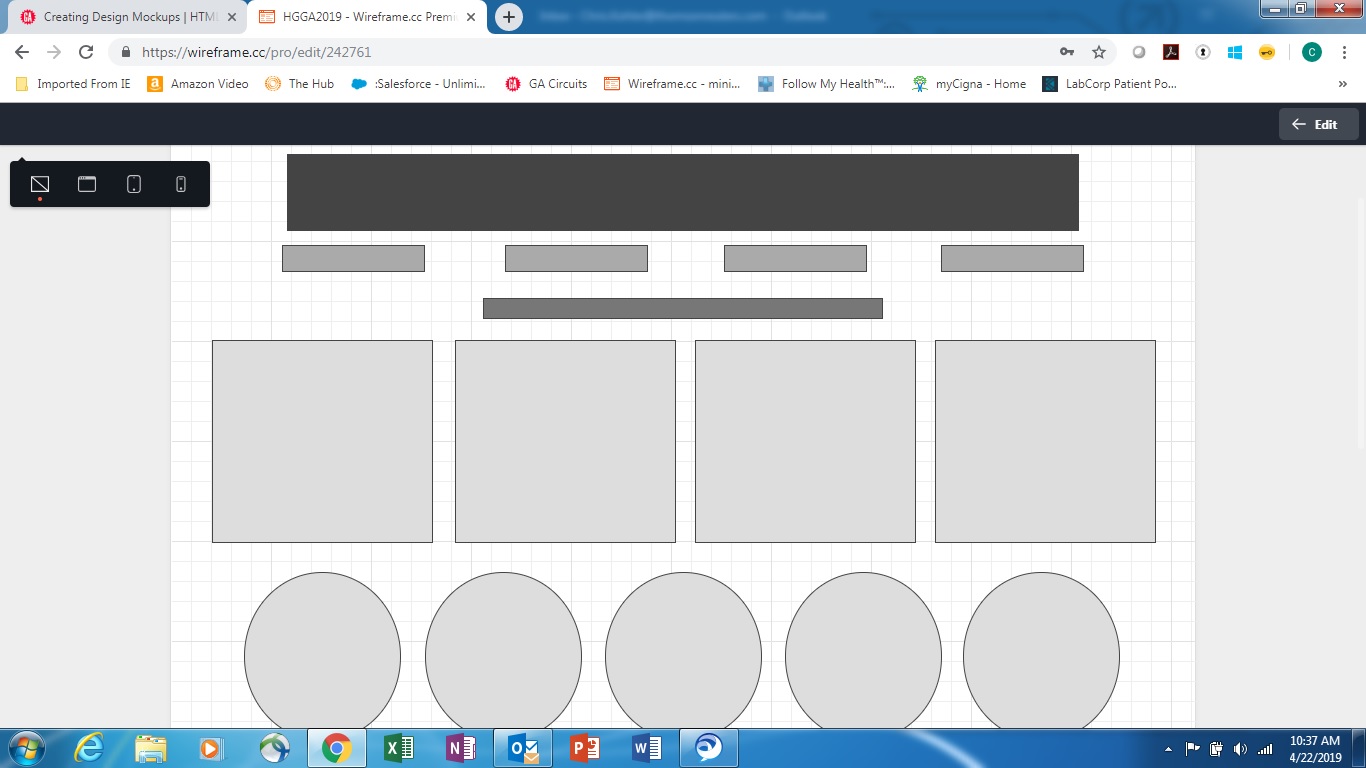 Creating Design Mockups | HTML
HGGA2019 - Wireframe.cc Premi
https://wireframe.cc/pro/edit/242761
C
Imported From IE
Amazon Video
The Hub
:Salesforce - Unlimi...
GA Circuits
Wireframe.cc - mini...
Follow My Health™:...
myCigna - Home
LabCorp Patient Po...
»
Edit
10:37 AM
4/22/2019